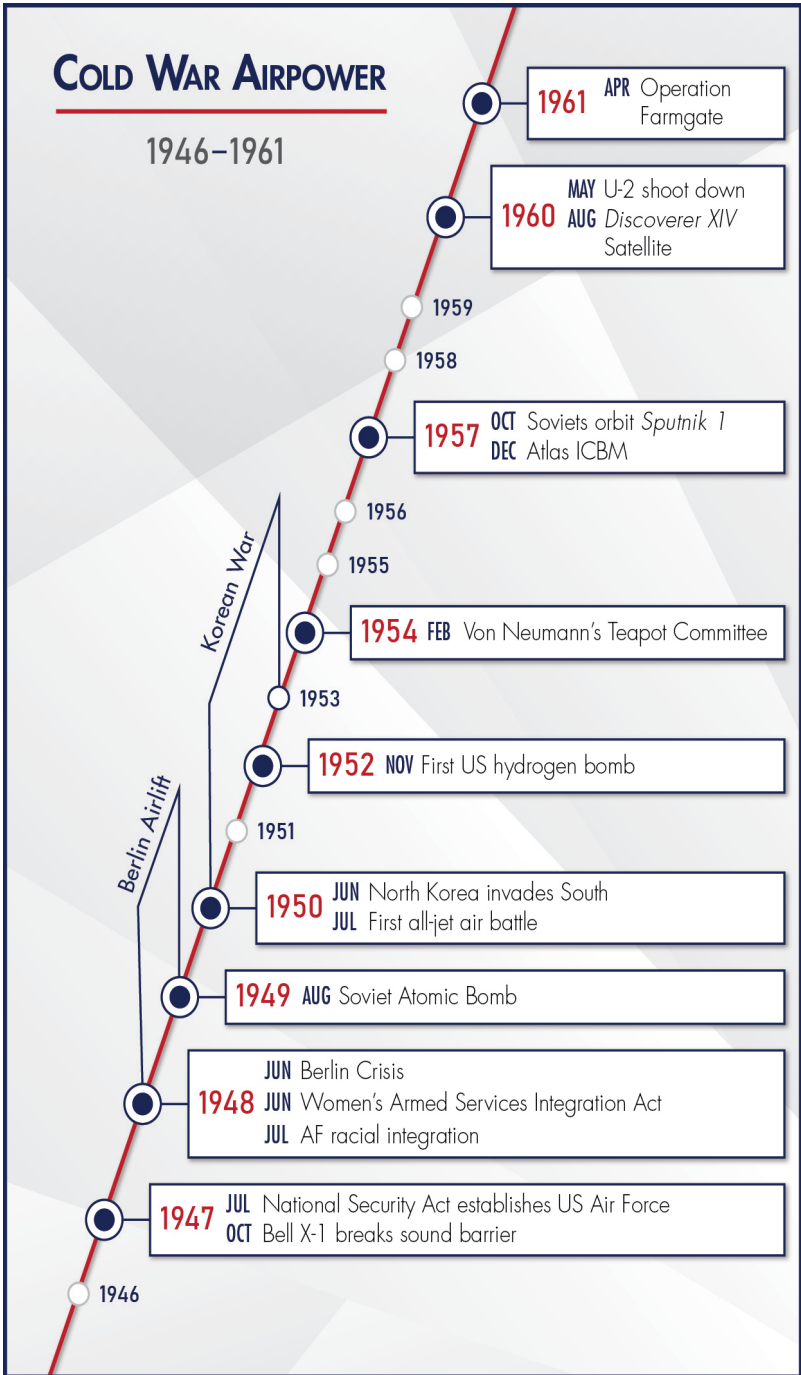 COLD WAR AIRPOWER
1946–1961
1961 APR Operation
Farmgate
1960 MAY U-2 shoot down
AUG Discoverer XIV
Satellite
1959
1958
1957 OCT Soviets orbit Sputnik 1
DEC Atlas ICBM
1956
1955
Korean War
1954 FEB Von Neumann's Teapot Committee
1953
1952 NOV First US hydrogen bomb
1951
Berlin Airlift
1950 JUN North Korea invades South
JUL First all-jet air battle
1949 AUG Soviet Atomic Bomb
JUN Berlin Crisis
1948 JUN Women's Armed Services Integration Act
JUL AF racial integration
1947 JUL National Security Act establishes US Air Force
OCT Bell X-1 breaks sound barrier
1946